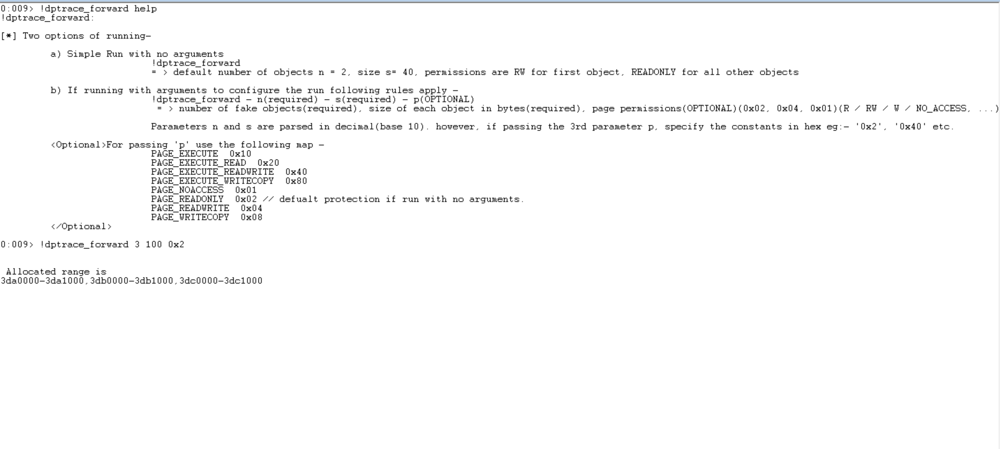 0:009> !dptrace_forward help
!dptrace_forward:
[*] Two options of running-
a) Simple Run with no arguments
!dptrace_forward
= > default number of objects n = 2, size s= 40, permissions are RW for first object, READONLY for all other objects
b) If running with arguments to configure the run following rules apply -
!dptrace_forward - n(required) - s(required) - p(OPTIONAL)
= > number of fake objects(required), size of each object in bytes(required), page permissions(OPTIONAL)(0x02, 0x04, 0x01)(R / RW / W / NO_ACCESS, ...)
Parameters n and s are parsed in decimal(base 10). however, if passing the 3rd parameter p, specify the constants in hex eg:- '0x2', '0x40' etc.
<Optional>For passing 'p' use the following map -
PAGE_EXECUTE 0x10
PAGE_EXECUTE_READ 0x20
PAGE_EXECUTE_READWRITE 0x40
PAGE_EXECUTE_WRITECOPY 0x80
PAGE_NOACCESS 0x01
PAGE_READONLY 0x02 // defualt protection if run with no arguments.
PAGE_READWRITE 0x04
PAGE_WRITECOPY 0x08
</Optional>
0:009> !dptrace_forward 3 100 0x2
Allocated range is
3da0000-3da1000,3db0000-3db1000,3dc0000-3dc1000